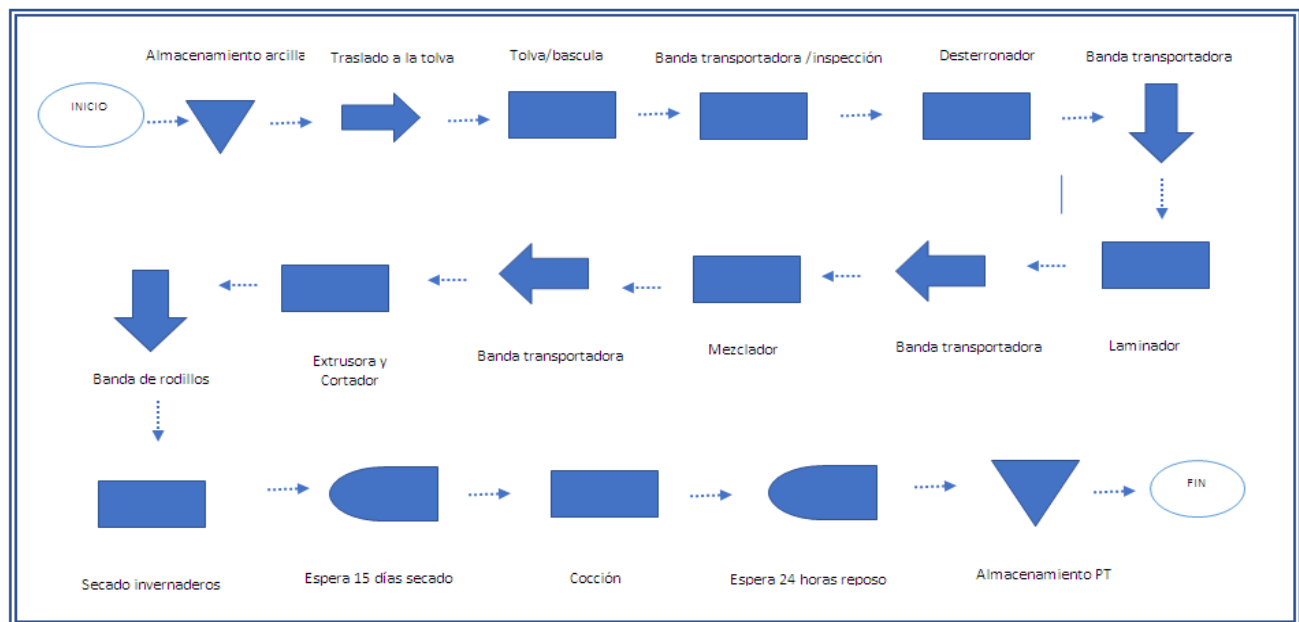 INICIO
Almacenamiento arcilla
Traslado a la tolva
Tolva/bascula
Banda transportadora /inspección
Desterronador
Banda transportadora
Banda de rodillos
Extrusora y
Cortador
Banda transportadora
Mezclador
Banda transportadora
Laminador
Secado invernaderos
Espera 15 días secado
Cocción
Espera 24 horas reposo
Almacenamiento PT
FIN